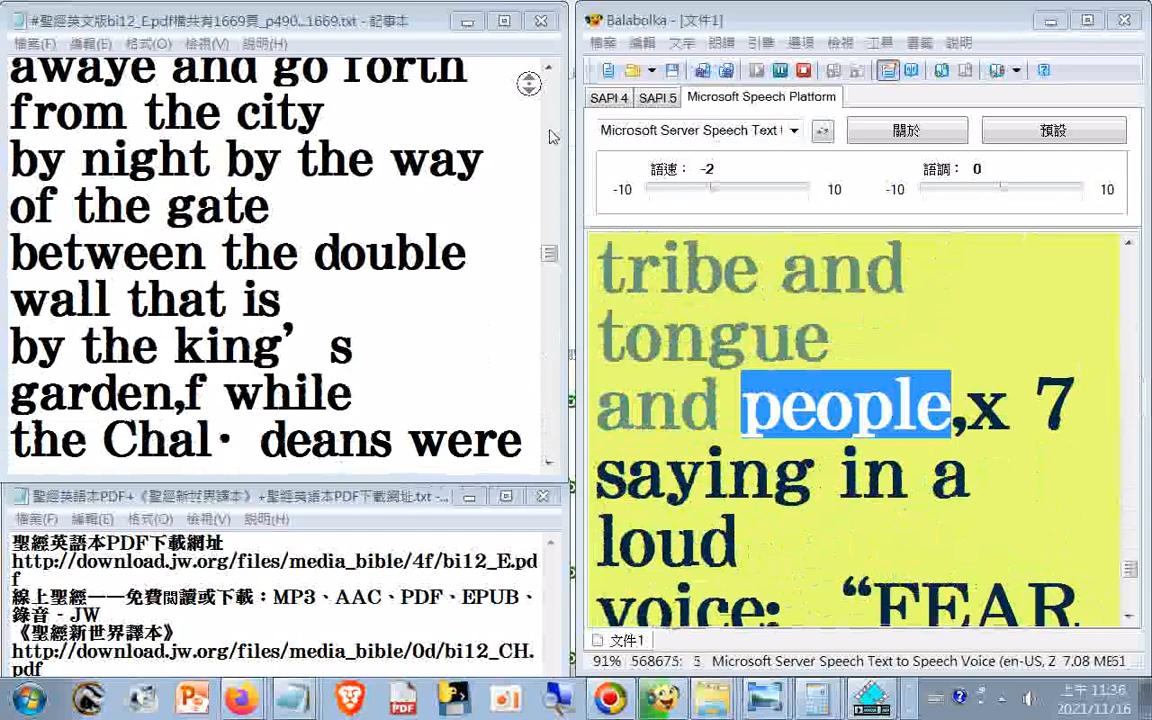 #聖經英文版bi12_E.pdf檔共有1669頁_p490...1669.txt - 記事本
檔案(F) 編輯(E) 格式(O) 檢視(V) 說明(H)
awaye and go forth
from the city
by night by the way
of the gate
between the double
wall that is
by the king’s
garden,f while
the Chal· deans were
聖經英語本PDF+《聖經新世界譯本》+聖經英語本PDF下載網址.txt -...
檔案(F) 編輯(E) 格式(O) 檢視(V) 說明(H)
聖經英語本PDF下載網址
http://download.jw.org/files/media_bible/4f/bi12_E.pd
f
線上聖經——免費閱讀或下載：MP3、AAC、PDF、EPUB、
錄音 - JW
《聖經新世界譯本》
http://download.jw.org/files/media_bible/0d/bi12_CH.
pdf
Balabolka - [文件1]
檔案 編輯 文字 朗讀 引擎 選項 檢視 工具 書籤 說明
SAPI 4 SAPI 5 Microsoft Speech Platform
Microsoft Server Speech Text 關於 預設
語速： -2 語調： 0
-10 10 -10 10
tribe and
tongue
and people,x 7
saying in a
loud
voice: “FEAR
文件1
91% Microsoft Server Speech Text to Speech Voice (en-US, Z 7.08 МБ
PDF
上午 11:36
2021/11/16